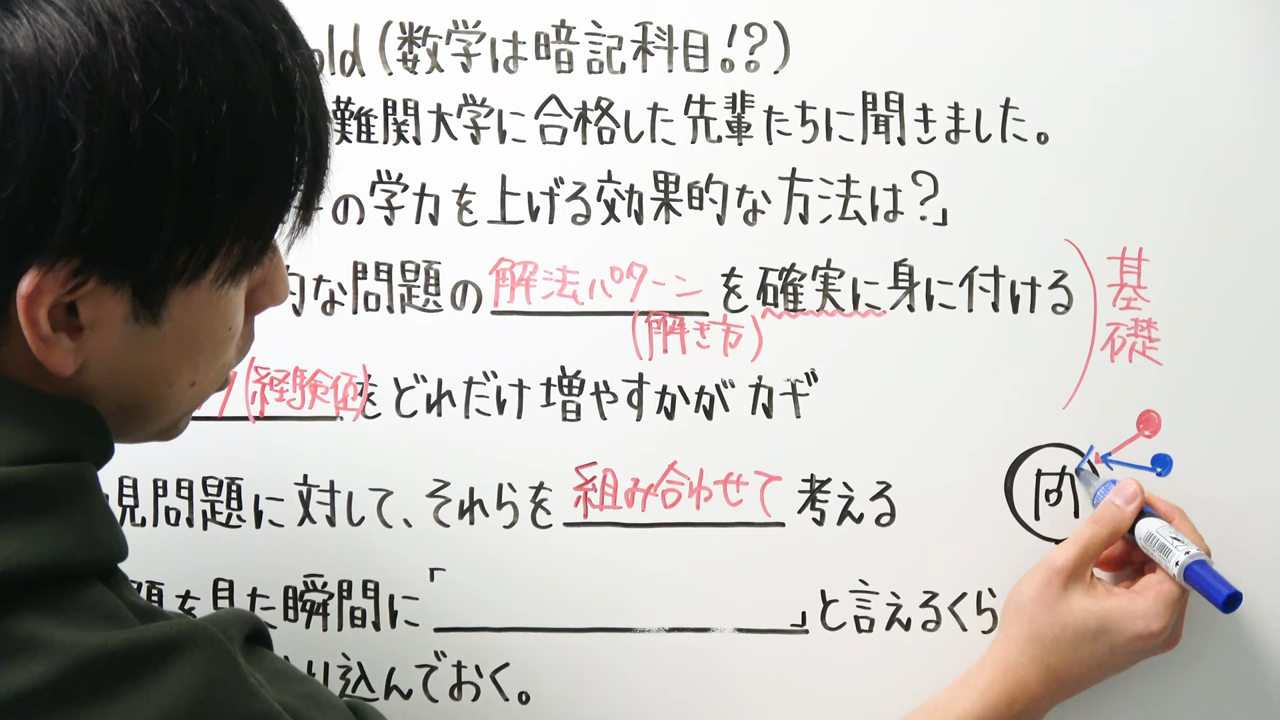 old (数学は暗記科目!?)
難関大学に合格した先輩たちに聞きました。
の学力を上げる効果的な方法は?」
的な問題の解法パターンを確実に身に付ける
(解き方)
基礎
(経験値)をどれだけ増やすかがカギ
見問題に対して、それらを組み合わせて考える
問
題を見た瞬間に「 」と言えるくら
り込んでおく。